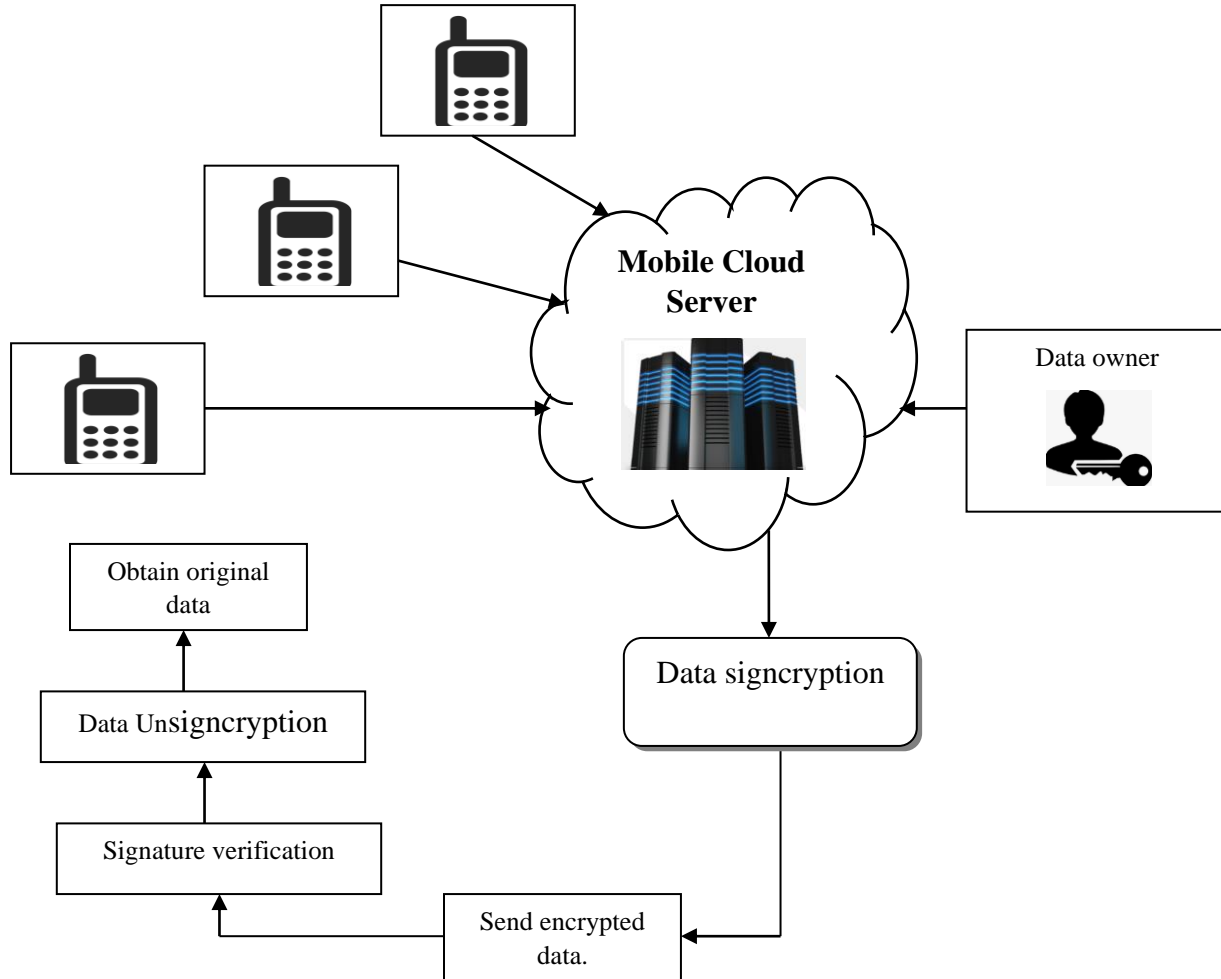 Mobile Cloud
Server
Data owner
Obtain original
data
Data signcryption
Data Unsigncryption
Signature verification
Send encrypted
data.